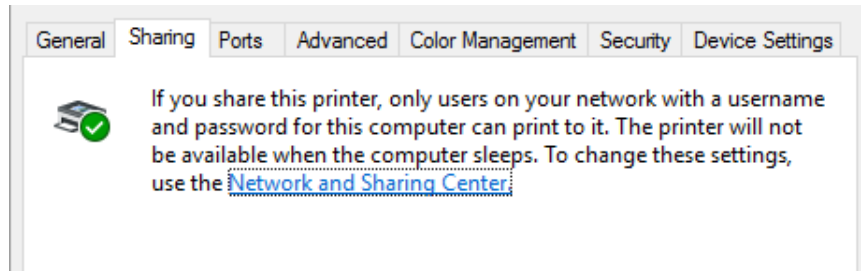 General Sharing Ports Advanced Color Management Security Device Settings
If you share this printer, only users on your network with a username
and password for this computer can print to it. The printer will not
be available when the computer sleeps. To change these settings,
use the Network and Sharing Center.